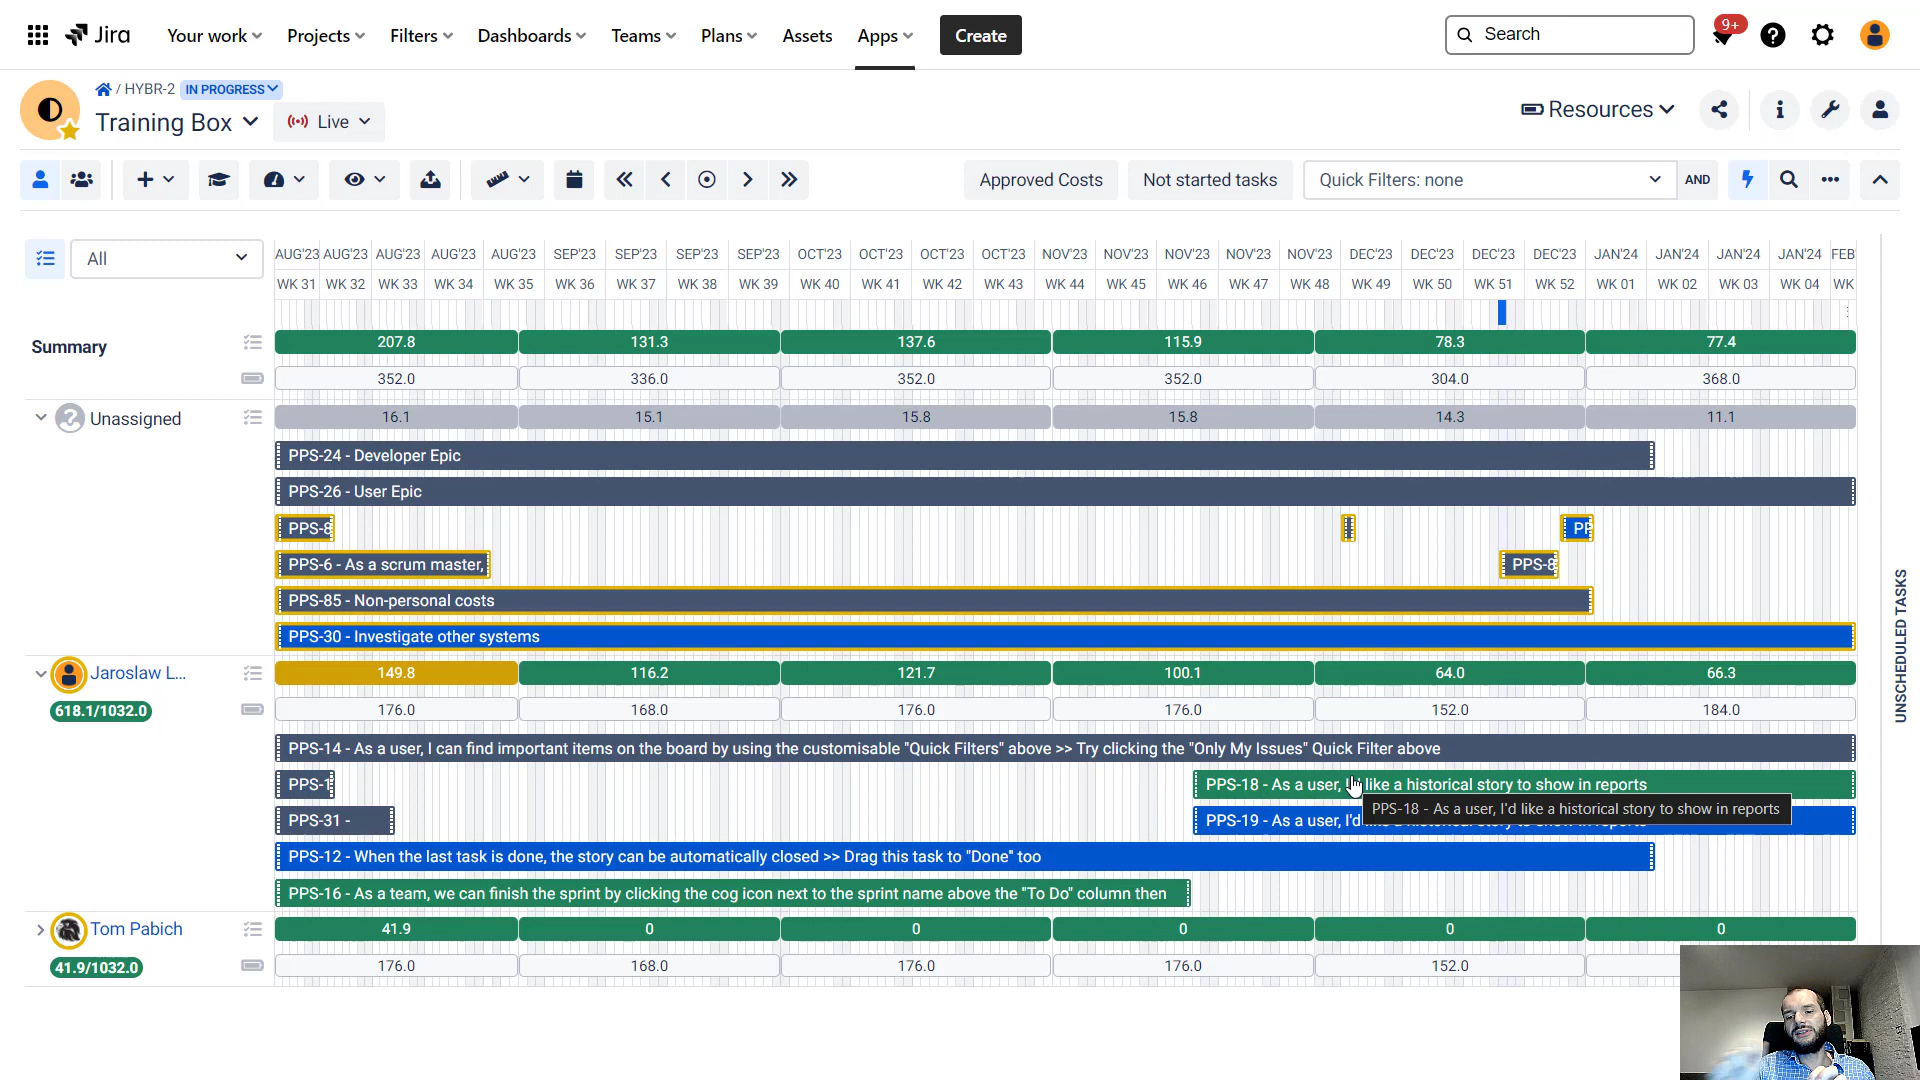 Jira Your work Projects Filters Dashboards Teams Plans Assets Apps Create Search 9+
/ HYBR-2 IN PROGRESS
Training Box Live Resources
Approved Costs Not started tasks Quick Filters: none AND
All
AUG'23 AUG'23 AUG'23 AUG'23 AUG'23 SEP'23 SEP'23 SEP'23 SEP'23 OCT'23 OCT'23 OCT'23 OCT'23 NOV'23 NOV'23 NOV'23 NOV'23 NOV'23 DEC'23 DEC'23 DEC'23 DEC'23 JAN'24 JAN'24 JAN'24 JAN'24 FEB'
WK 31 WK 32 WK 33 WK 34 WK 35 WK 36 WK 37 WK 38 WK 39 WK 40 WK 41 WK 42 WK 43 WK 44 WK 45 WK 46 WK 47 WK 48 WK 49 WK 50 WK 51 WK 52 WK 01 WK 02 WK 03 WK 04 WK
Summary 207.8 131.3 137.6 115.9 78.3 77.4
352.0 336.0 352.0 352.0 304.0 368.0
Unassigned 16.1 15.1 15.8 15.8 14.3 11.1
PPS-24 - Developer Epic
PPS-26 - User Epic
PPS-8 PP
PPS-6 - As a scrum master, PPS-8
PPS-85 - Non-personal costs
PPS-30 - Investigate other systems
Jaroslaw L... 149.8 116.2 121.7 100.1 64.0 66.3
618.1/1032.0 176.0 168.0 176.0 176.0 152.0 184.0
PPS-14 - As a user, I can find important items on the board by using the customisable "Quick Filters" above >> Try clicking the "Only My Issues" Quick Filter above
PPS-1 PPS-18 - As a user, I'd like a historical story to show in reports
PPS-18 - As a user, I'd like a historical story to show in reports
PPS-31 - PPS-19 - As a user, I'd
PPS-12 - When the last task is done, the story can be automatically closed >> Drag this task to "Done" too
PPS-16 - As a team, we can finish the sprint by clicking the cog icon next to the sprint name above the "To Do" column then
Tom Pabich 41.9 0 0 0 0 0
41.9/1032.0 176.0 168.0 176.0 176.0 152.0
UNSCHEDULED TASKS